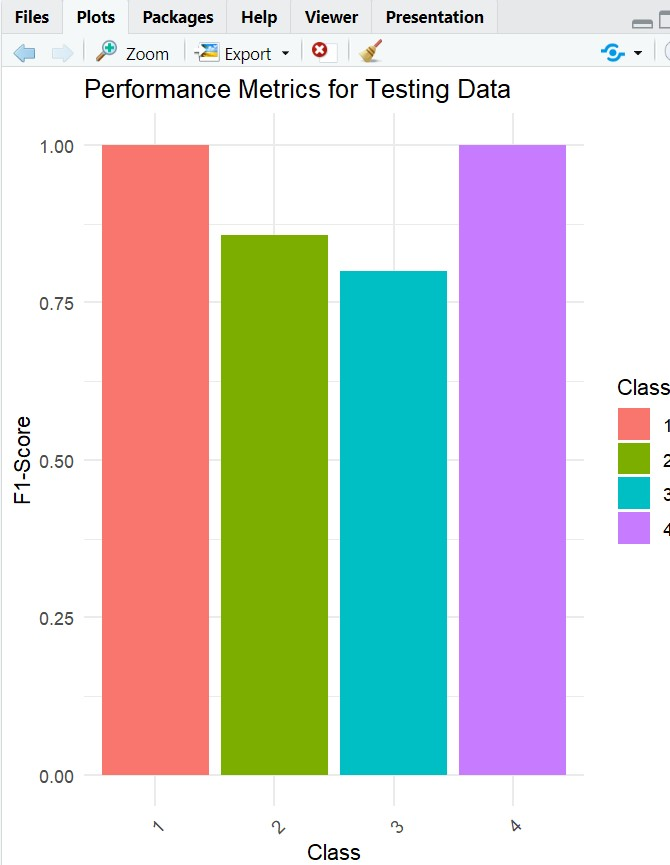 Files Plots Packages Help Viewer Presentation
Zoom Export
Performance Metrics for Testing Data
1.00
0.75
0.50
0.25
0.00
F1-Score
1 2 3 4
Class
Class
1
2
3
4